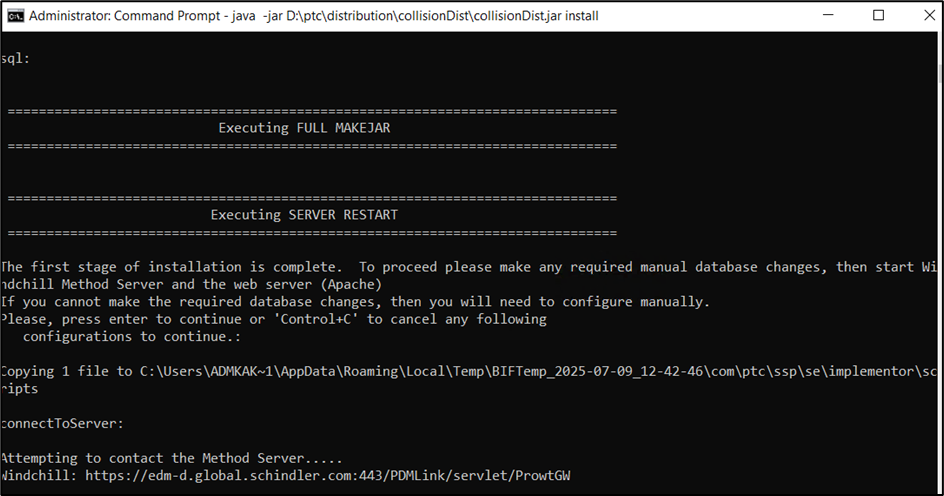 Administrator: Command Prompt - java  -jar D:\ptc\distribution\collisionDist\collisionDist.jar install
sql:
==============================================================================
Executing FULL MAKEJAR
==============================================================================
==============================================================================
Executing SERVER RESTART
==============================================================================
The first stage of installation is complete.  To proceed please make any required manual database changes, then start Wi
ndchill Method Server and the web server (Apache)
If you cannot make the required database changes, then you will need to configure manually.
Please, press enter to continue or 'Control+C' to cancel any following
configurations to continue.:
Copying 1 file to C:\Users\ADMKAK~1\AppData\Roaming\Local\Temp\BIFTemp_2025-07-09_12-42-46\com\ptc\ssp\se\implementor\sc
ripts
connectToServer:
Attempting to contact the Method Server.....
Windchill: https://edm-d.global.schindler.com:443/PDMLink/servlet/ProwtGW